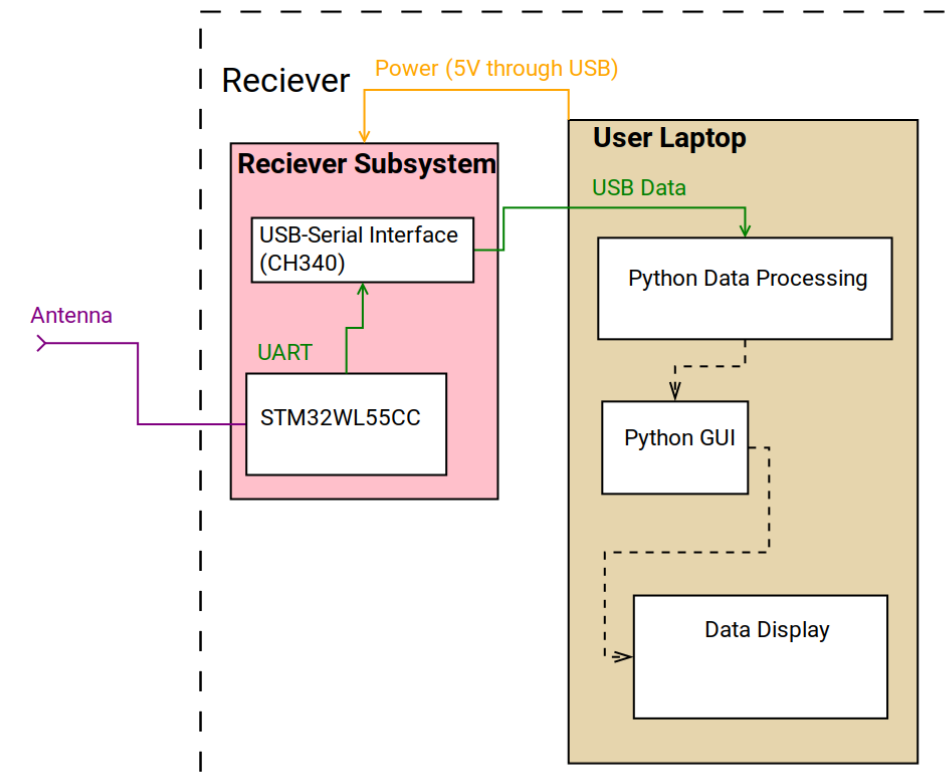 Reciever
Power (5V through USB)
Reciever Subsystem
User Laptop
USB Data
USB-Serial Interface
(CH340)
Python Data Processing
Antenna
UART
STM32WL55CC
Python GUI
Data Display